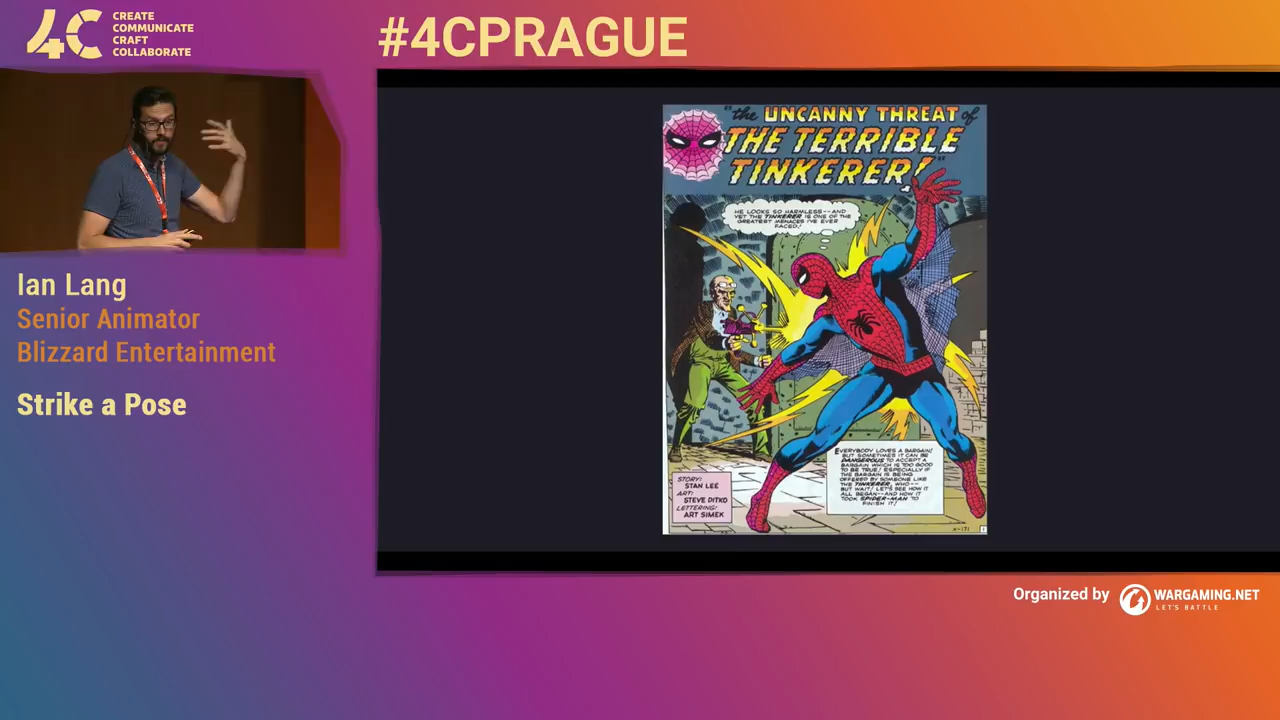 4C
CREATE
COMMUNICATE
CRAFT
COLLABORATE
#4CPRAGUE
Ian Lang
Senior Animator
Blizzard Entertainment
Strike a Pose
"the UNCANNY THREAT of
THE TERRIBLE
TINKERER!"
HE LOOKS SO HARMLESS--AND
YET THE TINKERER IS ONE OF THE
GREATEST MENACES I'VE EVER
FACED!
STORY:
STAN LEE
ART:
STEVE DITKO
LETTERING:
ART SIMEK
EVERYBODY LOVES A BARGAIN!
BUT SOMETIMES IT CAN BE
DANGEROUS TO ACCEPT A
BARGAIN WHICH IS TOO GOOD
TO BE TRUE! ESPECIALLY IF
THE BARGAIN IS BEING
OFFERED BY SOMEONE LIKE
THE TINKERER, WHO--
BUT WAIT! LET'S SEE HOW IT
ALL BEGAN--AND HOW IT
TOOK SPIDER-MAN TO
FINISH IT!
X-171
1
Organized by
WARGAMING.NET
LET'S BATTLE